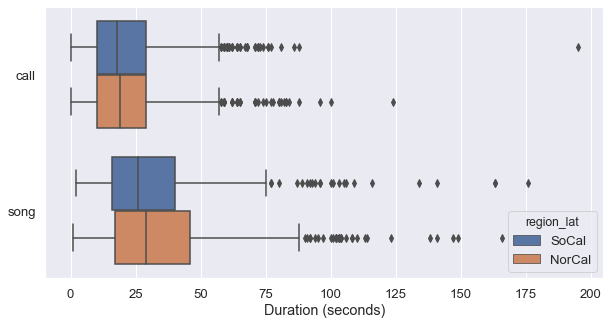 call
song
region_lat
SoCal
NorCal
0 25 50 75 100 125 150 175 200
Duration (seconds)